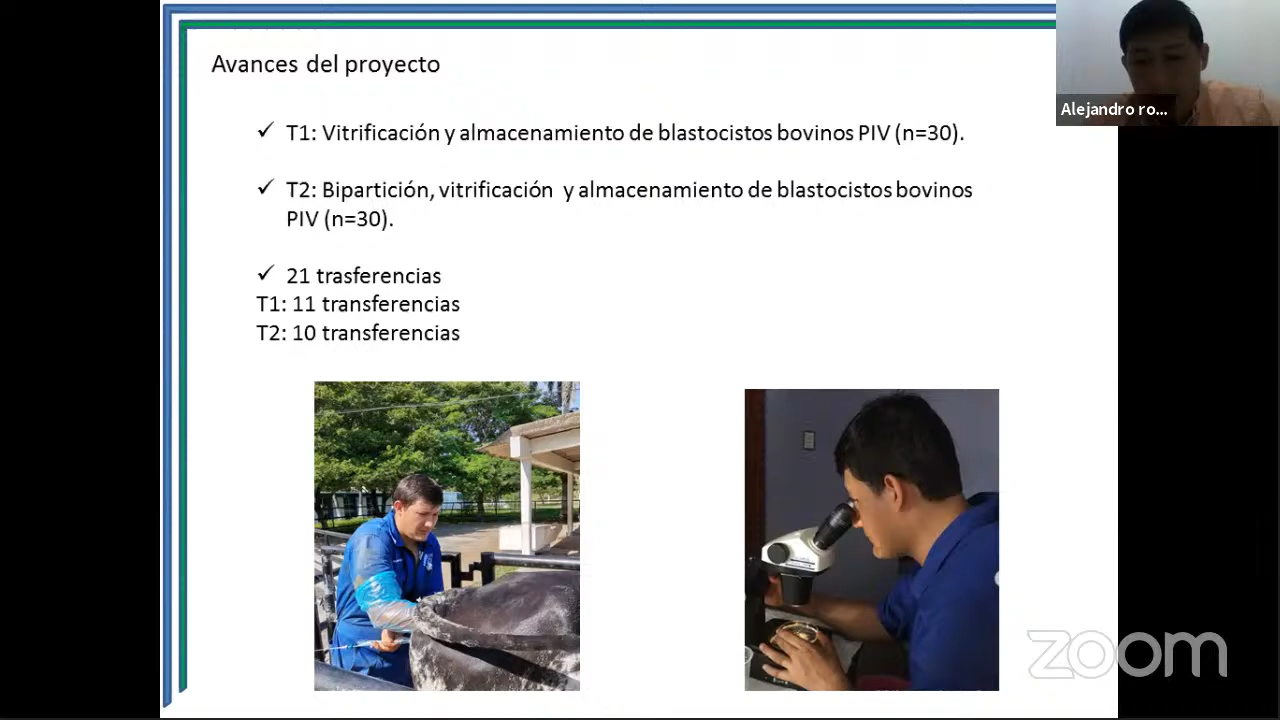 Avances del proyecto
✓ T1: Vitrificación y almacenamiento de blastocistos bovinos PIV (n=30).
✓ T2: Bipartición, vitrificación y almacenamiento de blastocistos bovinos
PIV (n=30).
✓ 21 trasferencias
T1: 11 transferencias
T2: 10 transferencias
Alejandro ro...
zoom